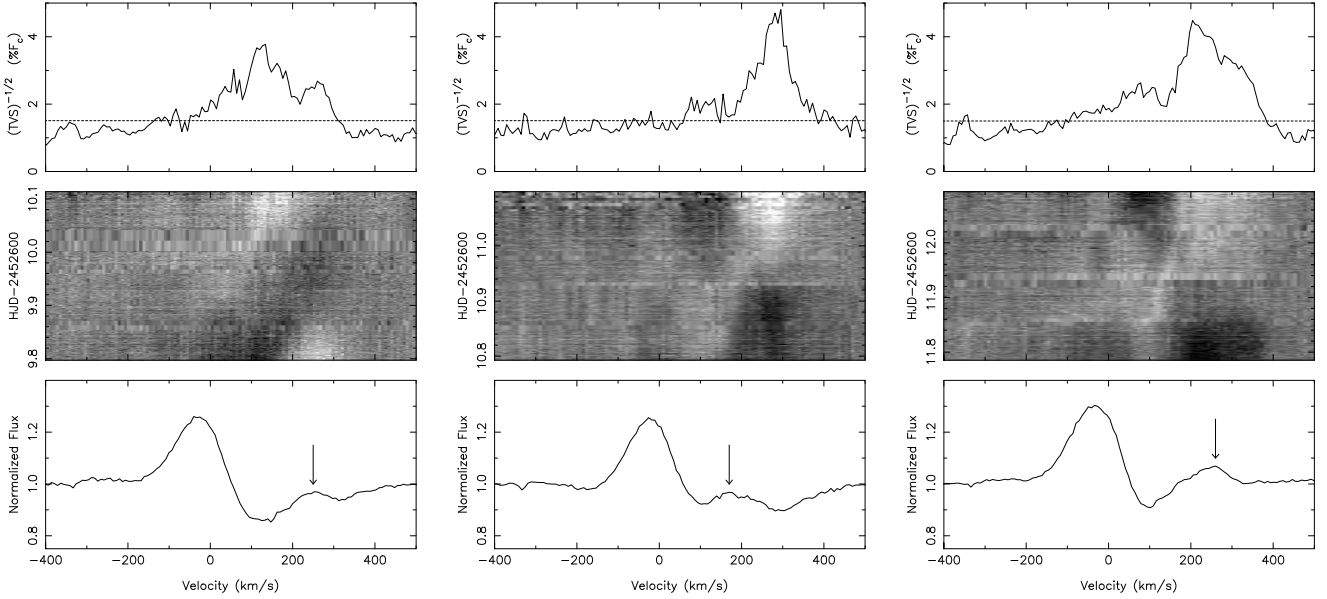 (TVS)^-1/2 (%F_c)
0
2
4
(TVS)^-1/2 (%F_c)
0
2
4
(TVS)^-1/2 (%F_c)
0
2
4
HJD-2452600
9.8
9.9
10.0
10.1
HJD-2452600
10.8
10.9
11.0
HJD-2452600
11.8
11.9
12.0
Normalized Flux
0.8
1.0
1.2
−400 −200 0 200 400
Velocity (km/s)
Normalized Flux
0.8
1.0
1.2
−400 −200 0 200 400
Velocity (km/s)
Normalized Flux
0.8
1.0
1.2
−400 −200 0 200 400
Velocity (km/s)